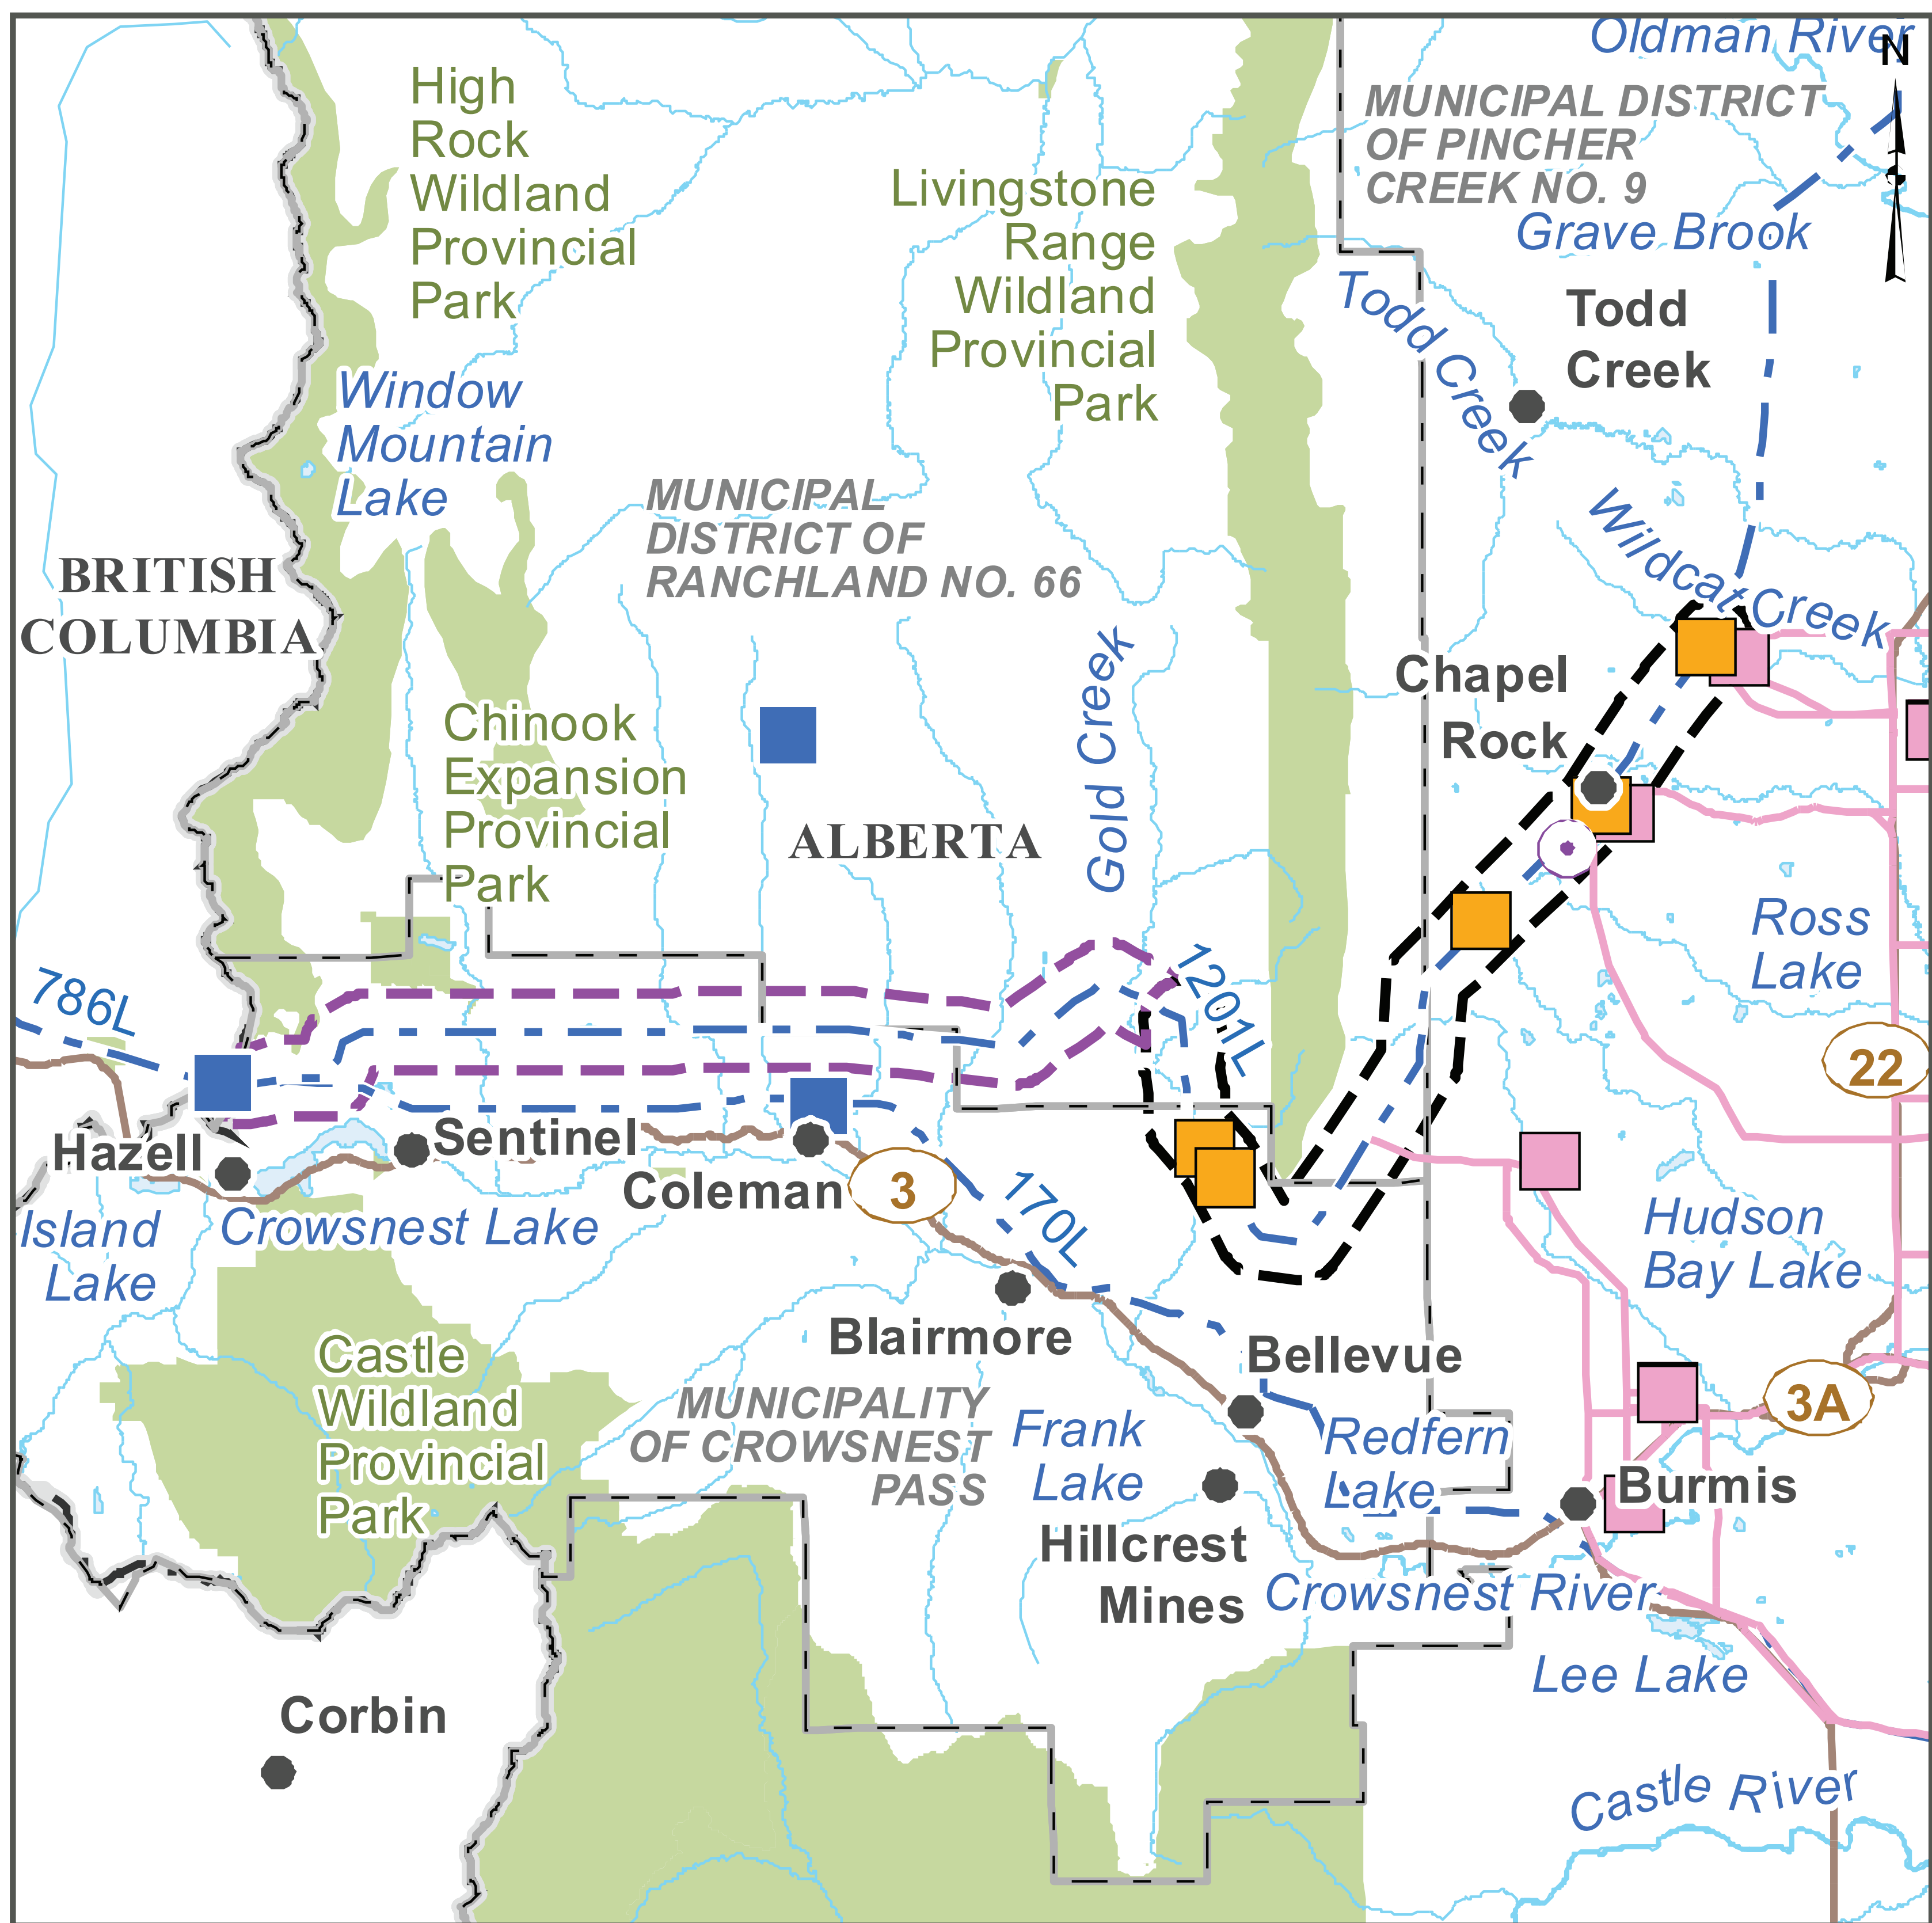 Oldman River
N
High
Rock
Wildland
Provincial
Park
MUNICIPAL DISTRICT
OF PINCHER
CREEK NO. 9
Livingstone
Range
Wildland
Provincial
Park
Grave Brook
Todd Creek
Todd
Creek
Window
Mountain
Lake
MUNICIPAL
DISTRICT OF
RANCHLAND NO. 66
Wildcat Creek
BRITISH
COLUMBIA
Gold Creek
Chapel
Rock
Chinook
Expansion
Provincial
Park
ALBERTA
Ross
Lake
786L
1201L
22
Hazell
Sentinel
Coleman
3
170L
Island
Lake
Crowsnest Lake
Hudson
Bay Lake
Blairmore
Bellevue
Castle
Wildland
Provincial
Park
MUNICIPALITY
OF CROWSNEST
PASS
Frank
Lake
Redfern
Lake
3A
Burmis
Hillcrest
Mines
Crowsnest River
Lee Lake
Corbin
Castle River